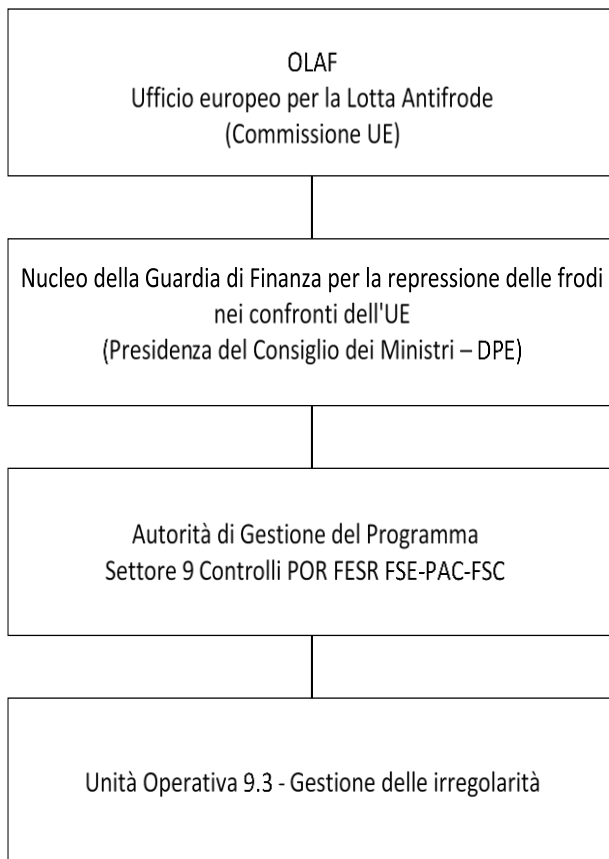 OLAF
Ufficio europeo per la Lotta Antifrode
(Commissione UE)
Nucleo della Guardia di Finanza per la repressione delle frodi
nei confronti dell'UE
(Presidenza del Consiglio dei Ministri – DPE)
Autorità di Gestione del Programma
Settore 9 Controlli POR FESR FSE-PAC-FSC
Unità Operativa 9.3 - Gestione delle irregolarità